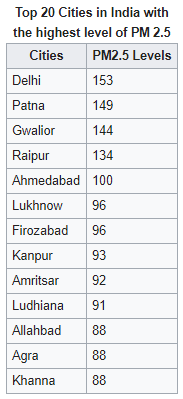 Top 20 Cities in India with
the highest level of PM 2.5
Cities PM2.5 Levels
Delhi 153
Patna 149
Gwalior 144
Raipur 134
Ahmedabad 100
Lukhnow 96
Firozabad 96
Kanpur 93
Amritsar 92
Ludhiana 91
Allahbad 88
Agra 88
Khanna 88